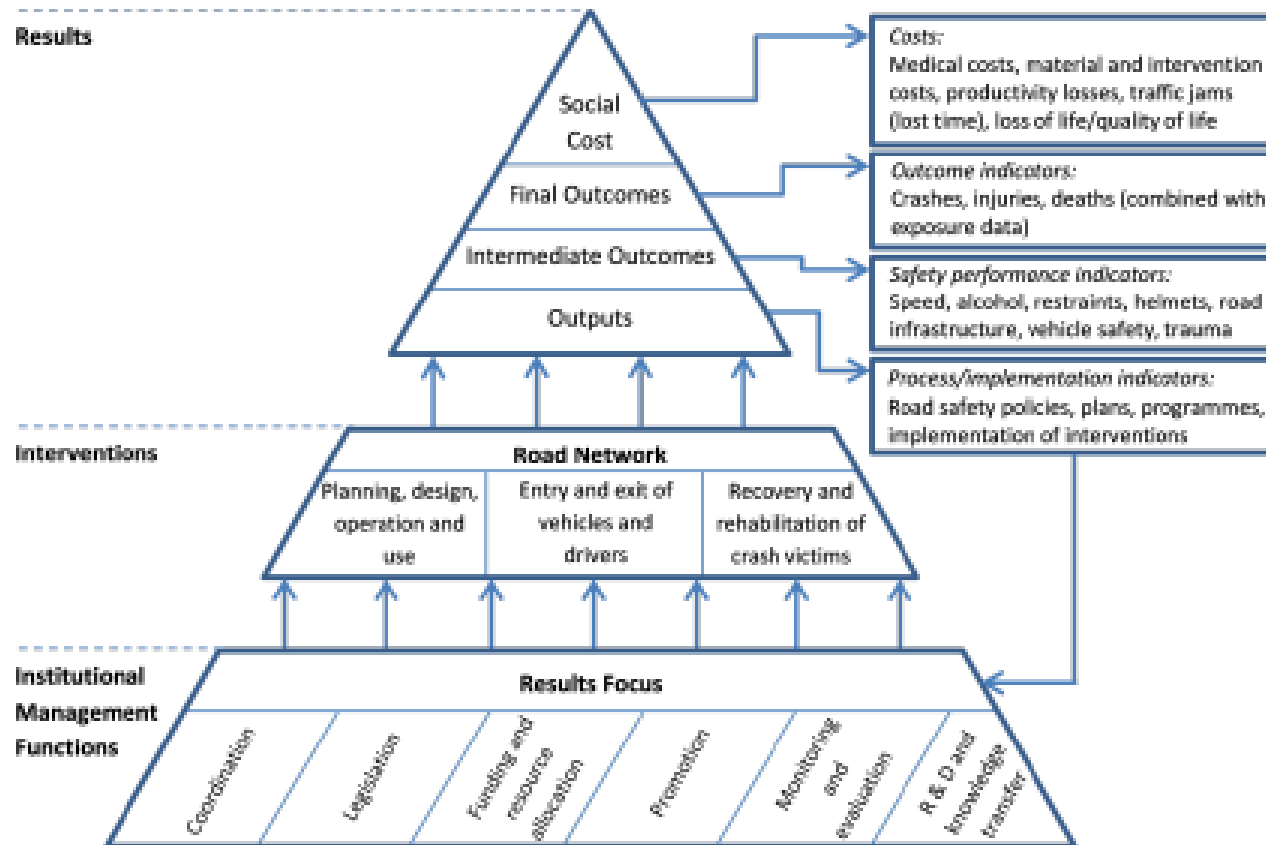 Results
Social
Cost
Final Outcomes
Intermediate Outcomes
Outputs
Costs:
Medical costs, material and intervention
costs, productivity losses, traffic jams
(lost time), loss of life/quality of life
Outcome indicators:
Crashes, injuries, deaths (combined with
exposure data)
Safety performance indicators:
Speed, alcohol, restraints, helmets, road
infrastructure, vehicle safety, trauma
Process/implementation indicators:
Road safety policies, plans, programmes,
implementation of interventions
Interventions
Road Network
Planning, design,
operation and
use
Entry and exit of
vehicles and
drivers
Recovery and
rehabilitation of
crash victims
Institutional
Management
Functions
Results Focus
Coordination
Legislation
Funding and
resource
allocation
Promotion
Monitoring
and
evaluation
R & D and
knowledge
transfer